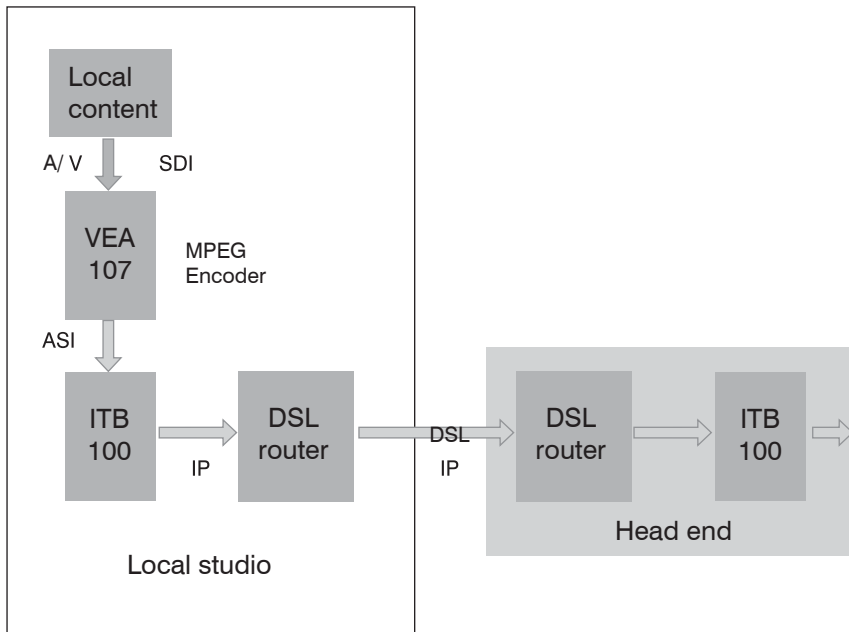 Local
content
A/ V
SDI
VEA
107
MPEG
Encoder
ASI
ITB
100
IP
DSL
router
DSL
IP
DSL
router
ITB
100
Head end
Local studio